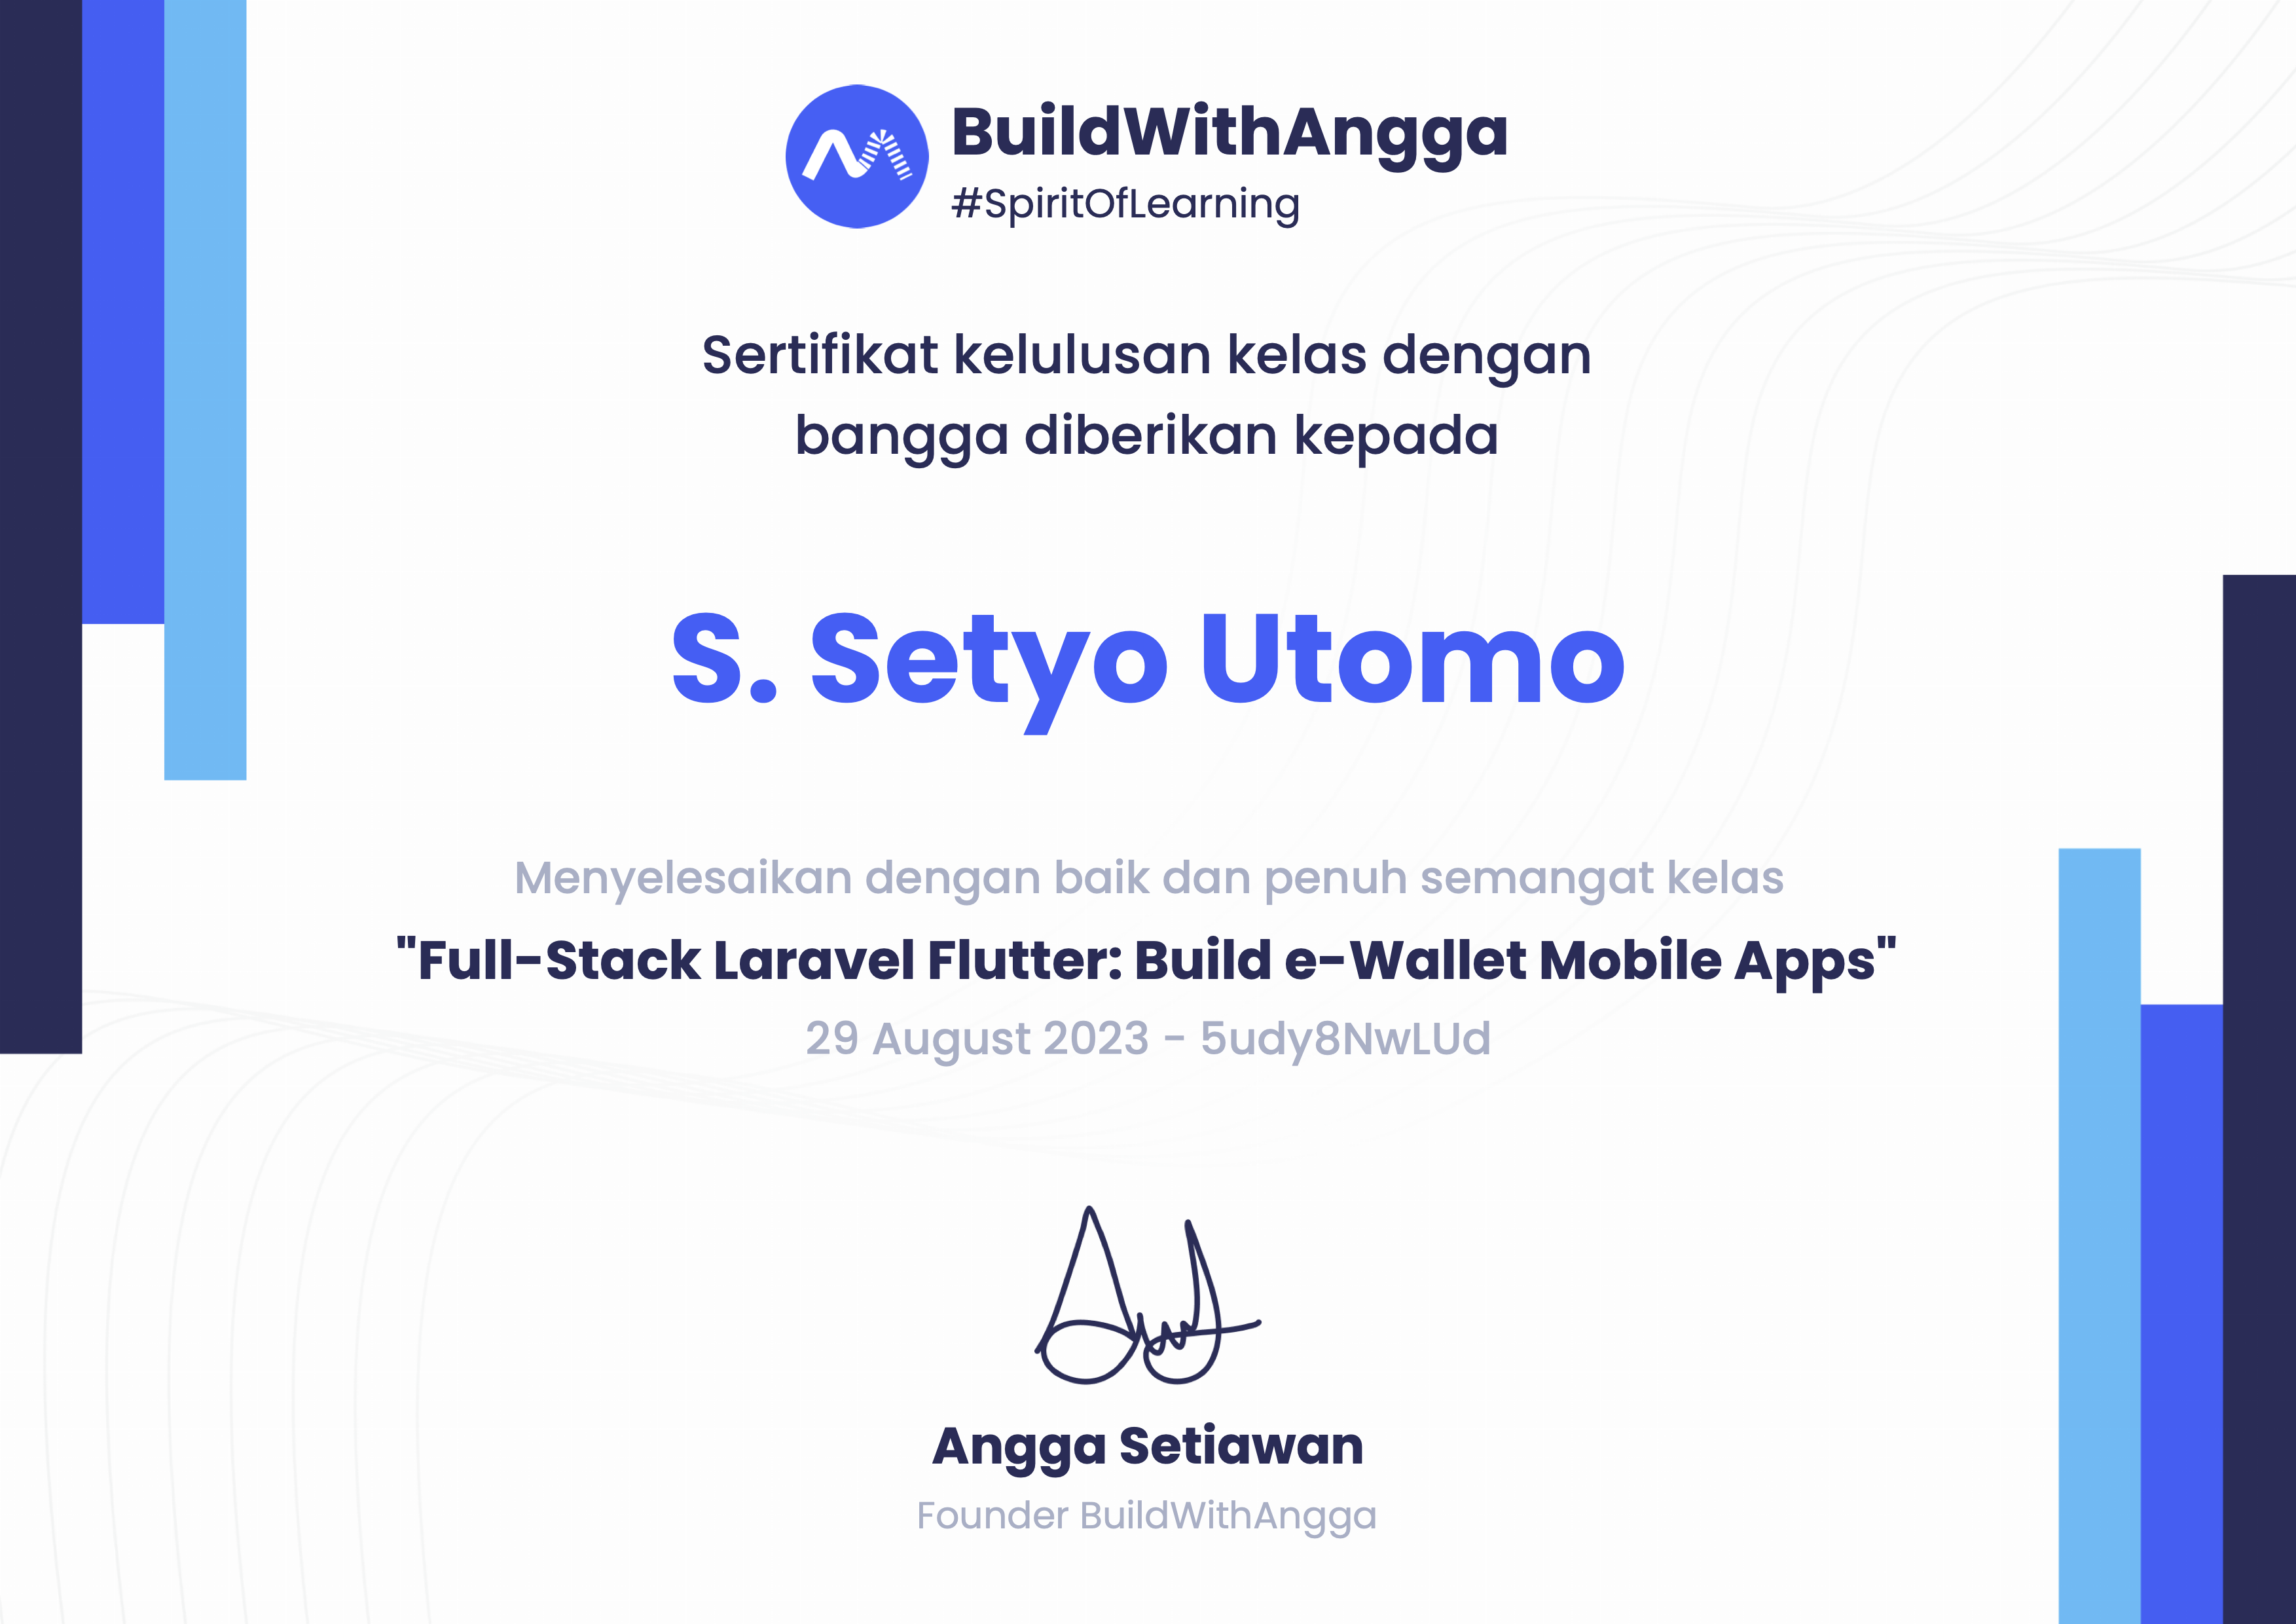 BuildWithAngga
#SpiritOfLearning
Sertifikat kelulusan kelas dengan
bangga diberikan kepada
S. Setyo Utomo
Menyelesaikan dengan baik dan penuh semangat kelas
"Full-Stack Laravel Flutter: Build e-Wallet Mobile Apps"
29 August 2023 - 5udy8NwLUd
Angga Setiawan
Founder BuildWithAngga